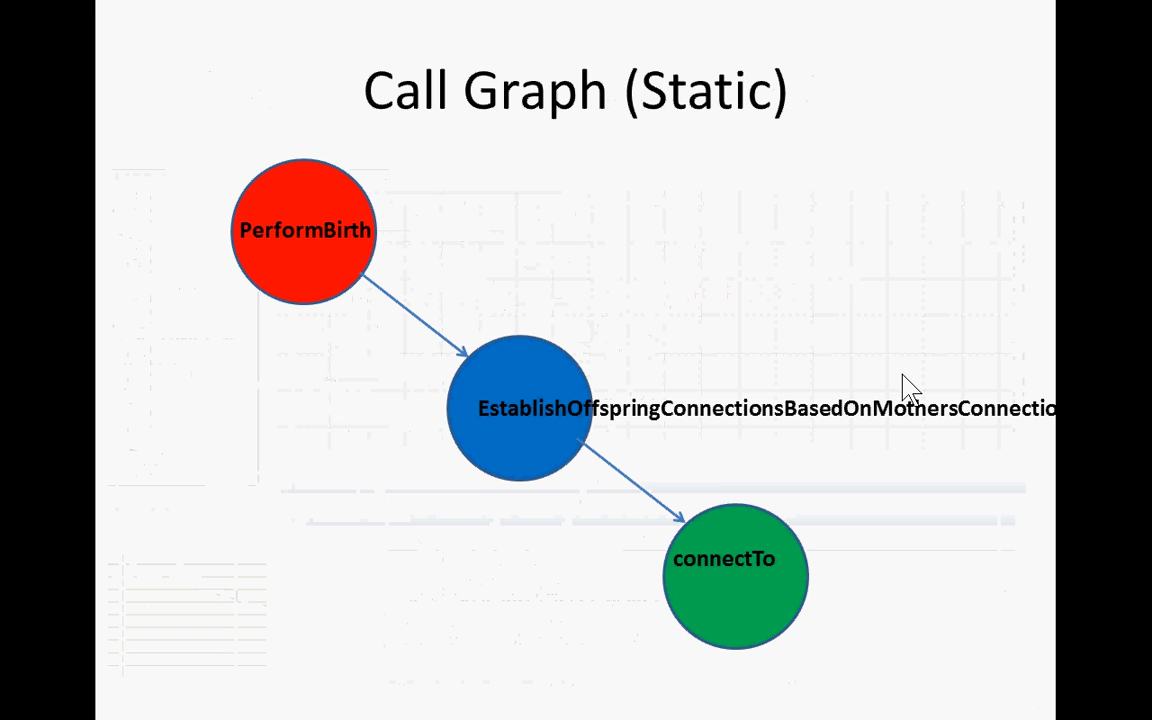 Call Graph (Static)
PerformBirth
EstablishOffspringConnectionsBasedOnMothersConnectio
connectTo